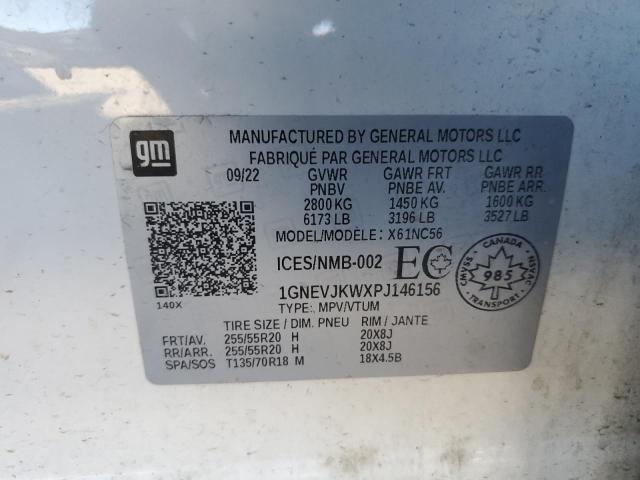 gm
MANUFACTURED BY GENERAL MOTORS LLC
FABRIQUÉ PAR GENERAL MOTORS LLC
09/22 GVWR GAWR FRT GAWR RR
PNBV PNBE AV. PNBE ARR.
2800 KG 1450 KG 1600 KG
6173 LB 3196 LB 3527 LB
MODEL/MODÈLE: X61NC56
ICES/NMB-002 EC
CANADA
CMVSS 985 NSVAC
1GNEVJKWXPJ146156
140X TYPE: MPV/VTUM
TIRE SIZE / DIM. PNEU RIM / JANTE
FRT/AV. 255/55R20 H 20X8J
RR/ARR. 255/55R20 H 20X8J
SPA/SOS T135/70R18 M 18X4.5B